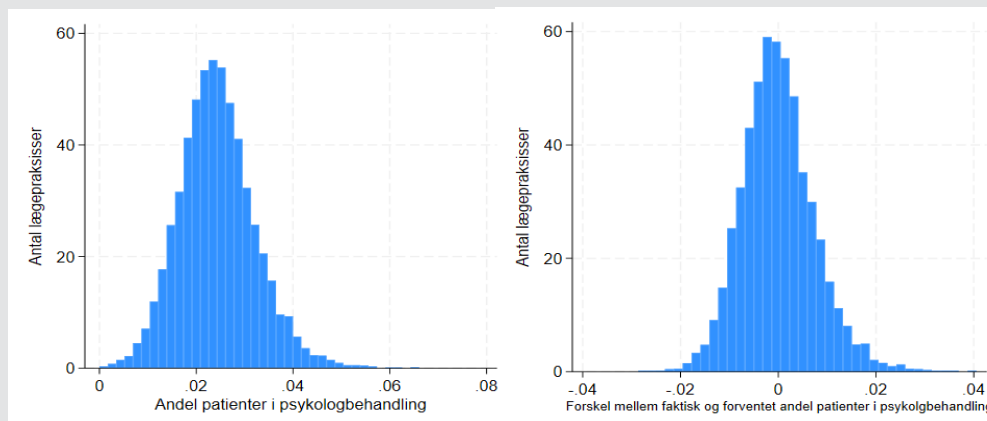 60
40
20
0
Antal lægepraksisser
0 .02 .04 .06 .08
Andel patienter i psykologbehandling
60
40
20
0
Antal lægepraksisser
-.04 -.02 0 .02 .04
Forskel mellem faktisk og forventet andel patienter i psykolgbehandling